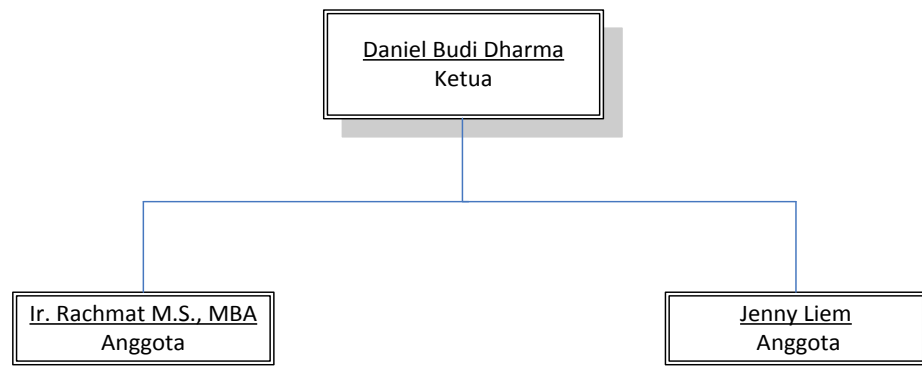 Daniel Budi Dharma
Ketua
Ir. Rachmat M.S., MBA
Anggota
Jenny Liem
Anggota